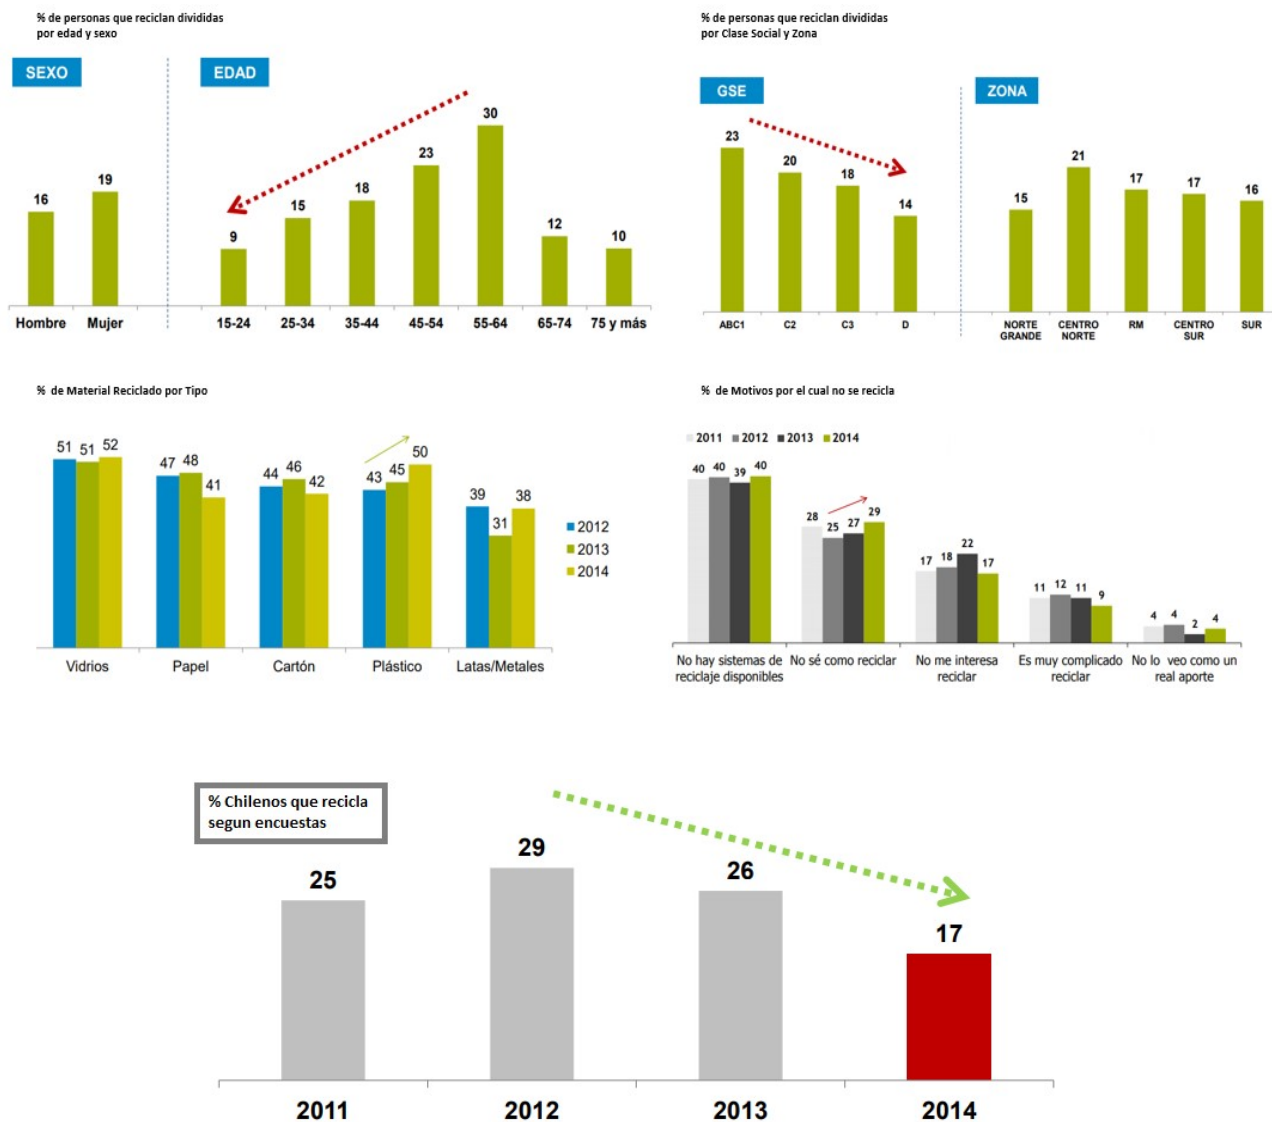 % de personas que reciclan divididas
por edad y sexo
SEXO
EDAD
16
19
9
15
18
23
30
12
10
Hombre
Mujer
15-24
25-34
35-44
45-54
55-64
65-74
75 y más
% de personas que reciclan divididas
por Clase Social y Zona
GSE
ZONA
23
20
18
14
15
21
17
17
16
ABC1
C2
C3
D
NORTE
GRANDE
CENTRO
NORTE
RM
CENTRO
SUR
SUR
% de Material Reciclado por Tipo
51
51
52
47
48
41
44
46
42
43
45
50
39
31
38
2012
2013
2014
Vidrios
Papel
Cartón
Plástico
Latas/Metales
% de Motivos por el cual no se recicla
2011
2012
2013
2014
40
40
39
40
28
25
27
29
17
18
22
17
11
12
11
9
4
4
2
4
No hay sistemas de
reciclaje disponibles
No sé como reciclar
No me interesa
reciclar
Es muy complicado
reciclar
No lo veo como un
real aporte
% Chilenos que recicla
segun encuestas
25
29
26
17
2011
2012
2013
2014